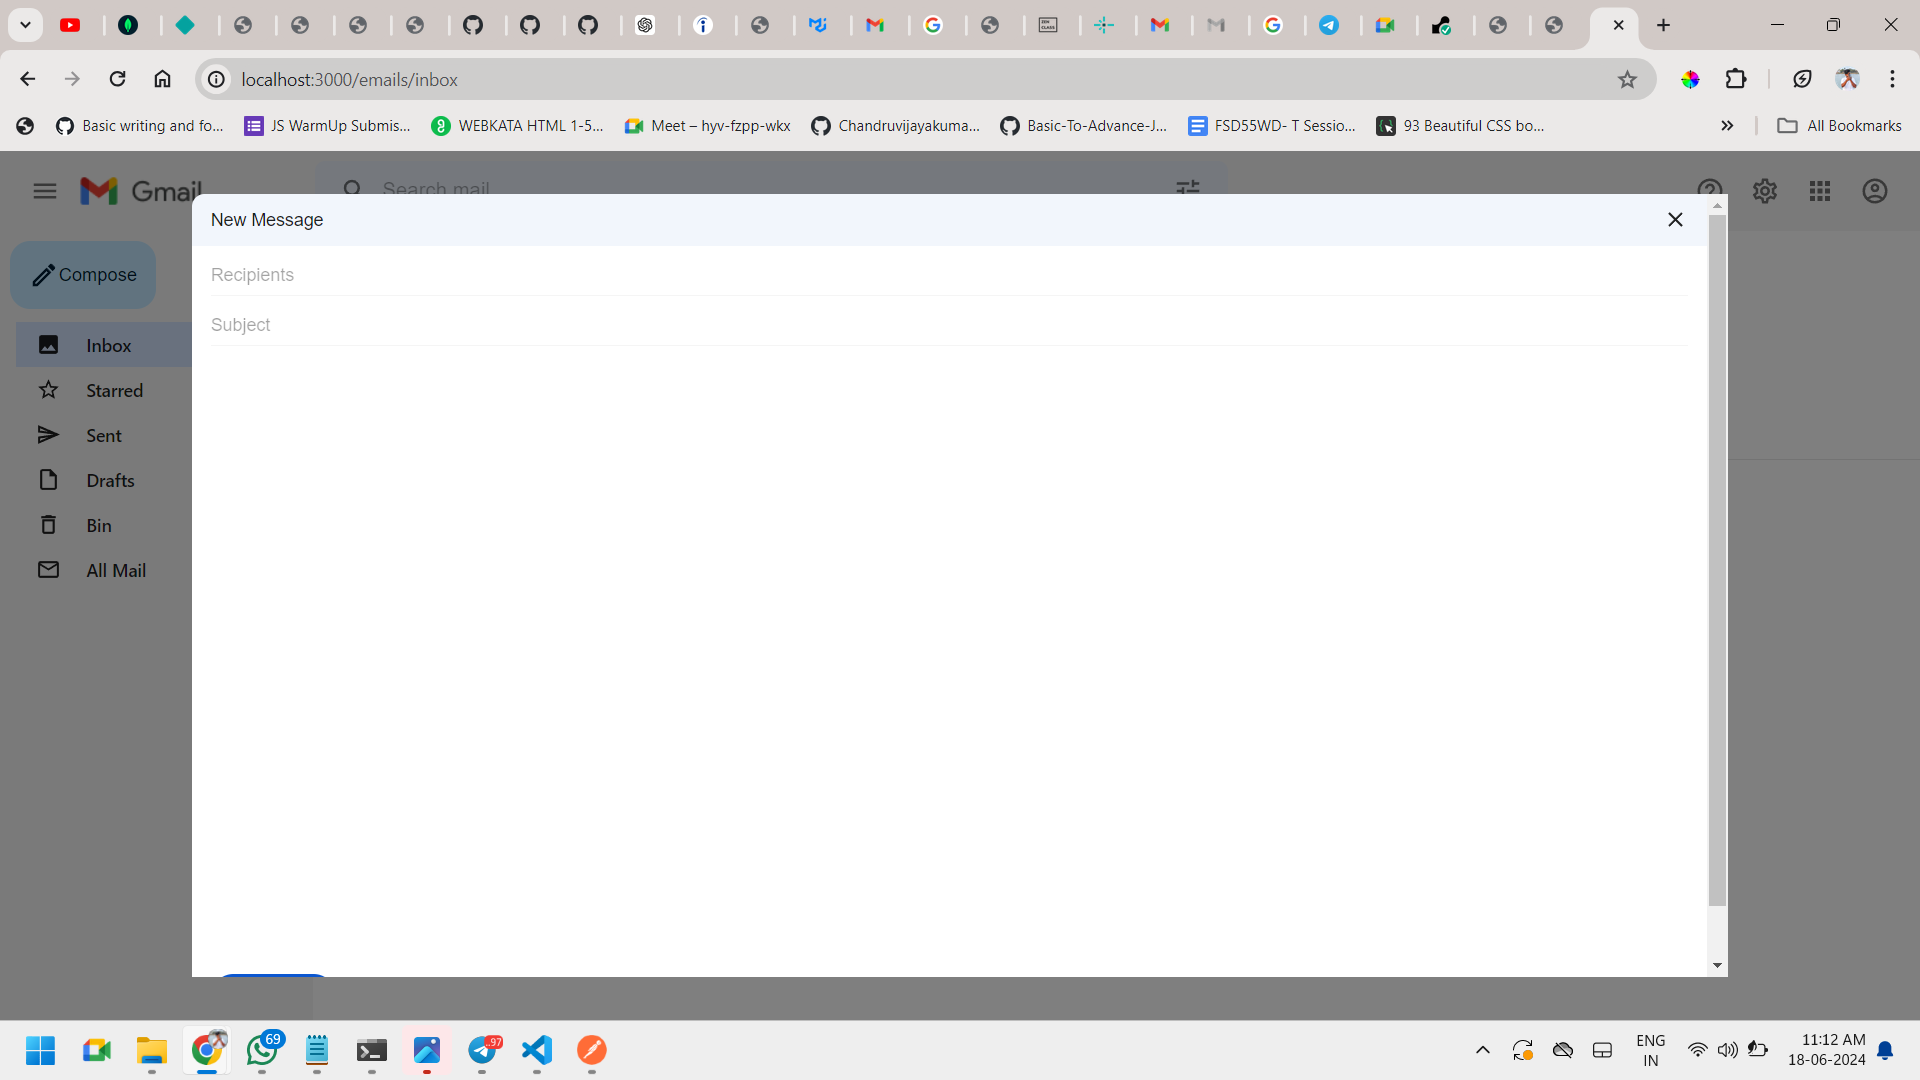 localhost:3000/emails/inbox
Basic writing and fo... JS WarmUp Submis... WEBKATA HTML 1-5... Meet – hyv-fzpp-wkx Chandruvijayakuma... Basic-To-Advance-J... FSD55WD- T Sessio... 93 Beautiful CSS bo... All Bookmarks
Gmail Search mail
New Message
Recipients
Compose
Subject
Inbox
Starred
Sent
Drafts
Bin
All Mail
69
..97
ENG
IN
11:12 AM
18-06-2024